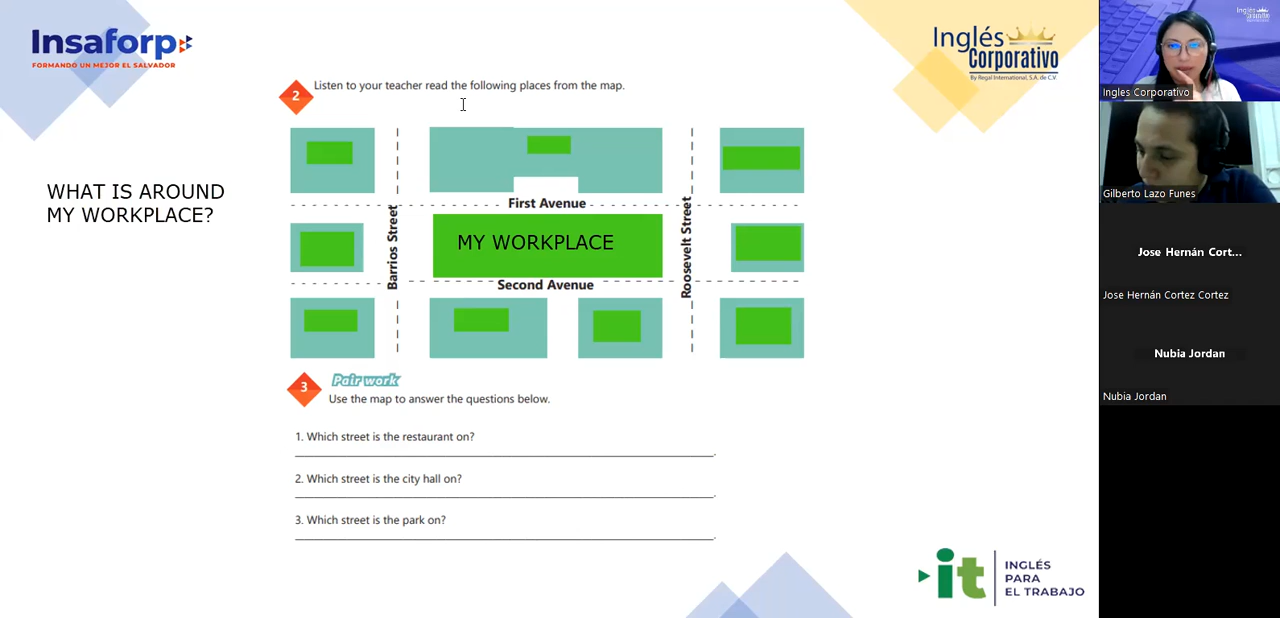 Insaforp
FORMANDO UN MEJOR EL SALVADOR
Inglés
Corporativo
By Regal International, S.A. de C.V.
2
Listen to your teacher read the following places from the map.
WHAT IS AROUND
MY WORKPLACE?
First Avenue
Barrios Street
MY WORKPLACE
Roosevelt Street
Second Avenue
3
Pair work
Use the map to answer the questions below.
1. Which street is the restaurant on?
2. Which street is the city hall on?
3. Which street is the park on?
it
INGLÉS
PARA
EL TRABAJO
Ingles Corporativo
Gilberto Lazo Funes
Jose Hernán Cort...
Jose Hernán Cortez Cortez
Nubia Jordan
Nubia Jordan